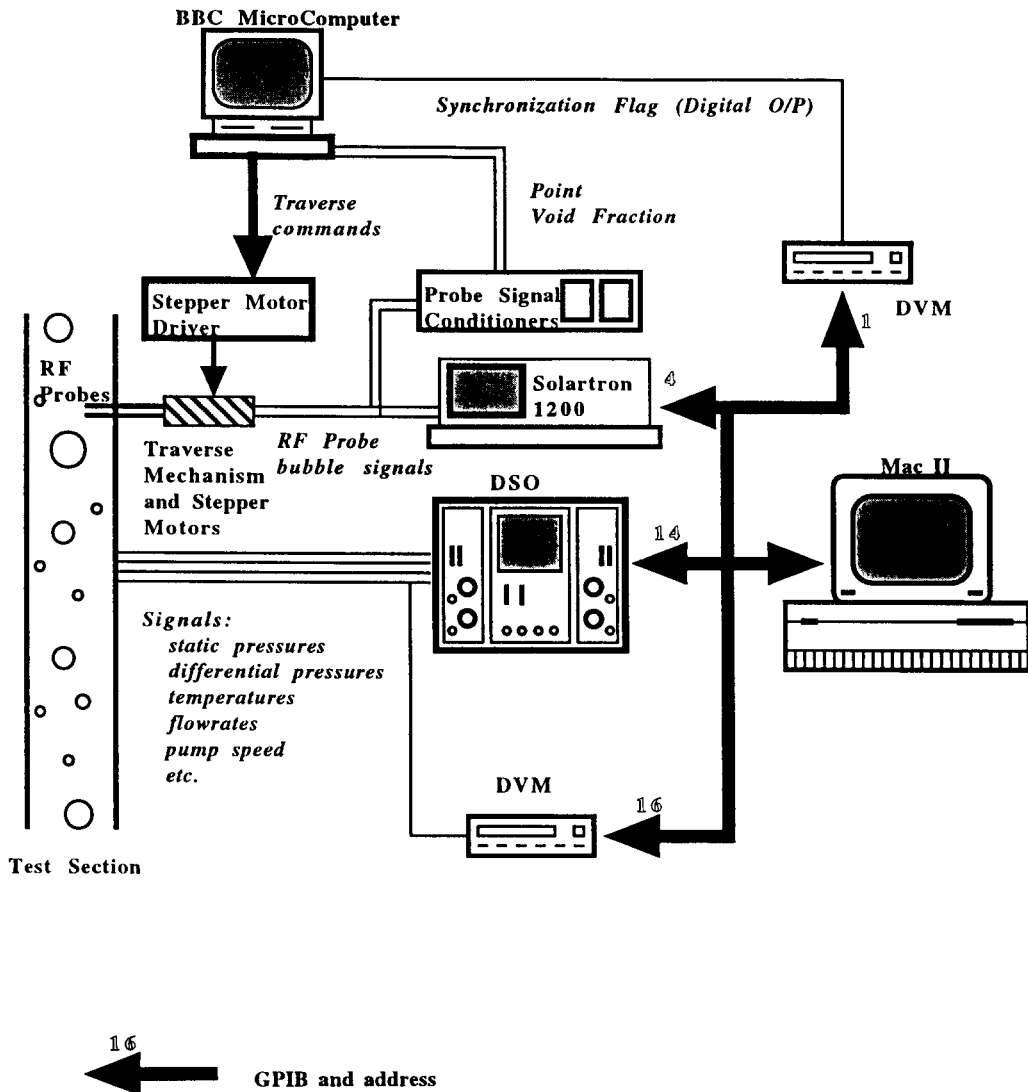 BBC MicroComputer
Synchronization Flag (Digital O/P)
Traverse
commands
Point
Void Fraction
Stepper Motor
Driver
Probe Signal
Conditioners
DVM
1
RF
Probes
Solartron
1200
4
Traverse
Mechanism
and Stepper
Motors
RF Probe
bubble signals
DSO
Mac II
14
Signals:
static pressures
differential pressures
temperatures
flowrates
pump speed
etc.
DVM
16
Test Section
16
GPIB and address